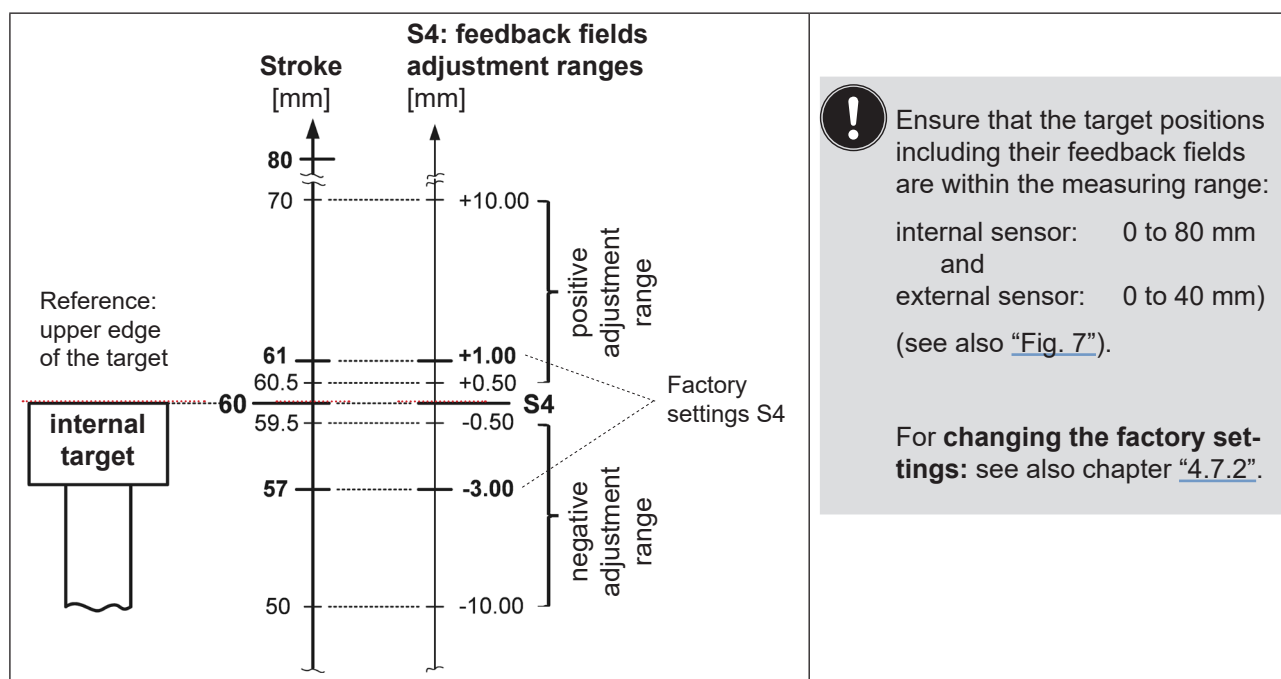 Stroke
[mm]
S4: feedback fields
adjustment ranges
[mm]
80
70
+10.00
positive
adjustment
range
Reference:
upper edge
of the target
61
+1.00
60.5
+0.50
60
S4
59.5
-0.50
Factory
settings S4
internal
target
57
-3.00
negative
adjustment
range
50
-10.00
!
Ensure that the target positions
including their feedback fields
are within the measuring range:
internal sensor: 0 to 80 mm
and
external sensor: 0 to 40 mm)
(see also “Fig. 7”).
For changing the factory set-
tings: see also chapter “4.7.2”.